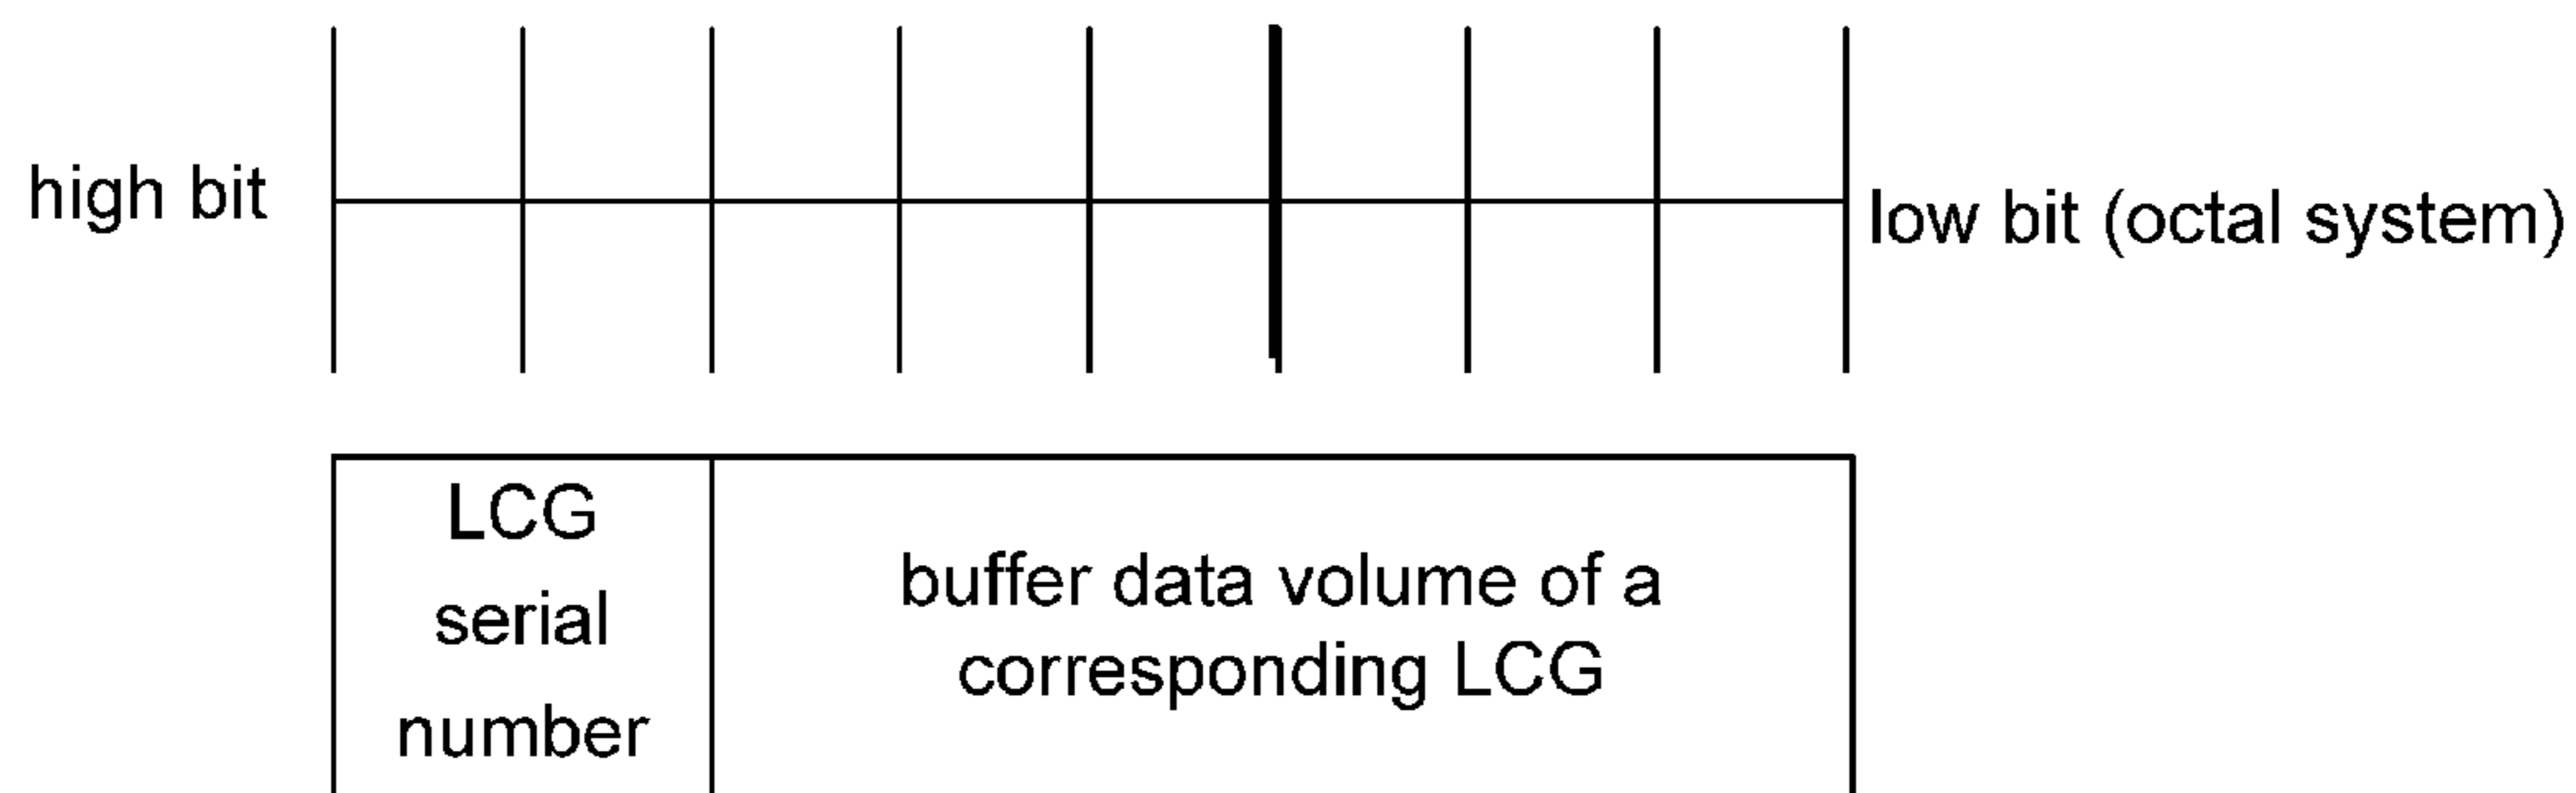 high bit
low bit (octal system)
LCG
serial
number
buffer data volume of a
corresponding LCG